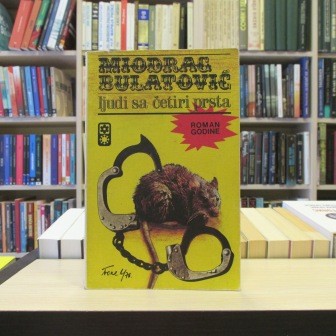 MIODRAG
BULATOVIĆ
ljudi sa četiri prsta
ROMAN
GODINE